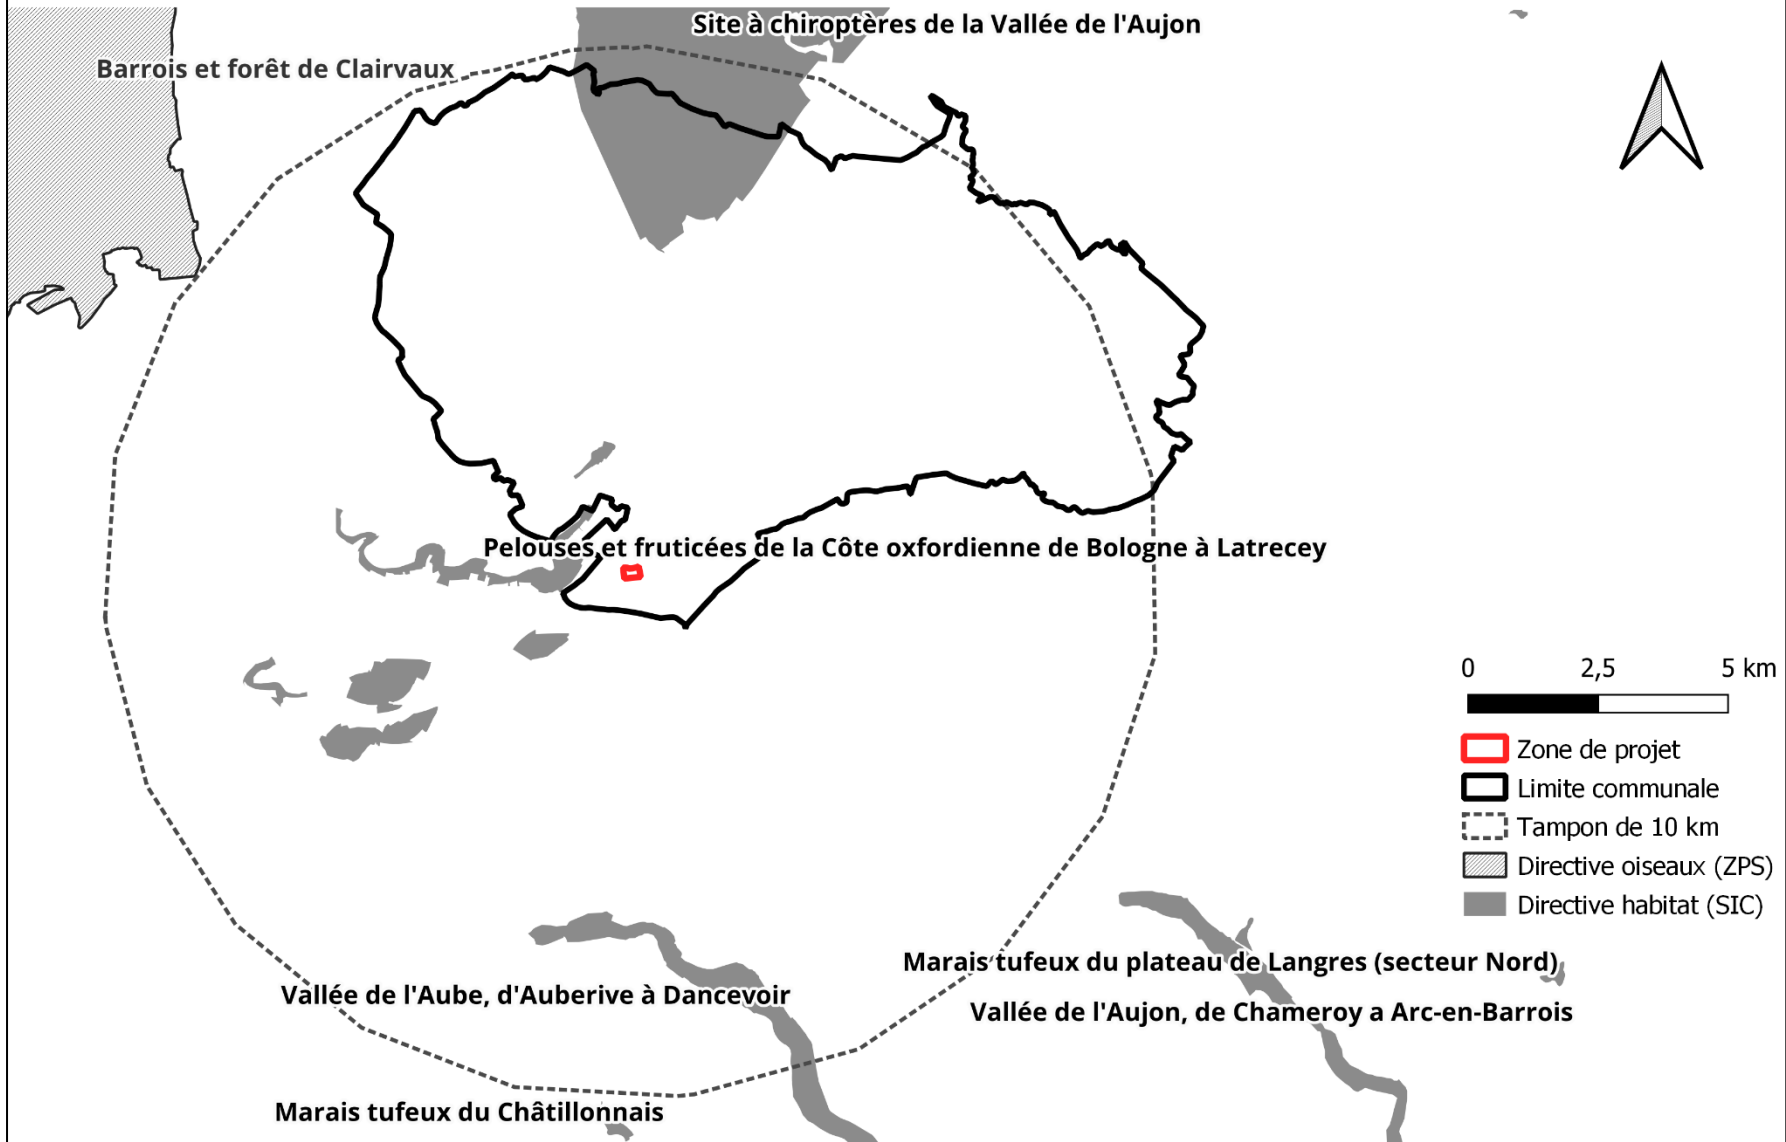 Site à chiroptères de la Vallée de l'Aujon
Barrois et forêt de Clairvaux
Pelouses et fruticées de la Côte oxfordienne de Bologne à Latrecey
0 2,5 5 km
Zone de projet
Limite communale
Tampon de 10 km
Directive oiseaux (ZPS)
Directive habitat (SIC)
Marais tufeux du plateau de Langres (secteur Nord)
Vallée de l'Aube, d'Auberive à Dancevoir
Vallée de l'Aujon, de Chameroy a Arc-en-Barrois
Marais tufeux du Châtillonnais